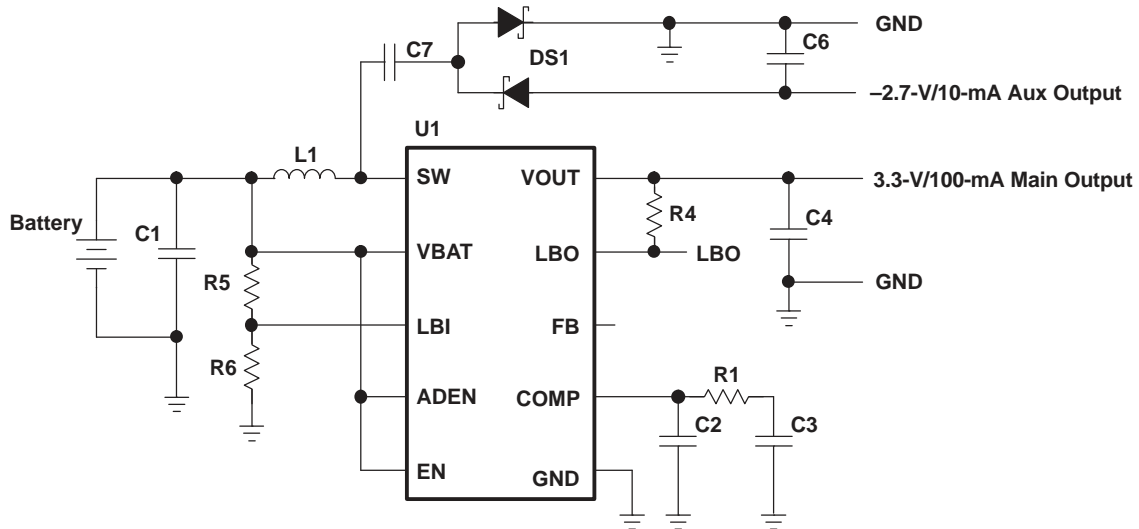 GND
C7
C6
DS1
–2.7-V/10-mA Aux Output
U1
L1
SW
VOUT
3.3-V/100-mA Main Output
Battery
C1
R4
C4
VBAT
LBO
LBO
R5
GND
LBI
FB
R6
R1
ADEN
COMP
C2
C3
EN
GND